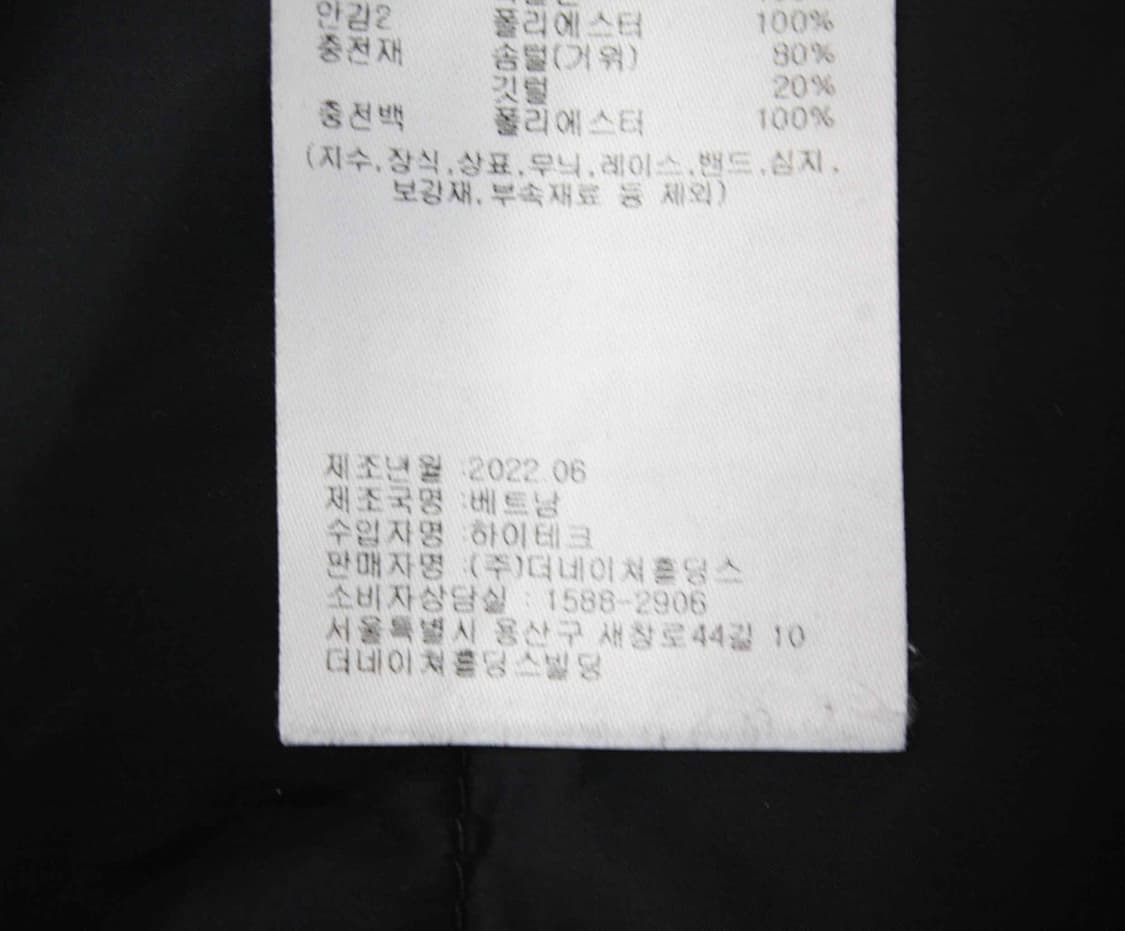 안감2 폴리에스터 100%
충전재 솜털(거위) 80%
깃털 20%
충전백 폴리에스터 100%
(자수,장식,상표,무늬,레이스,밴드,심지,
보강재,부속재료 등 제외)
제조년월 :2022.06
제조국명 :베트남
수입자명 :하이테크
판매자명 :(주)더네이쳐홀딩스
소비자상담실 : 1588-2906
서울특별시 용산구 새창로44길 10
더네이쳐홀딩스빌딩